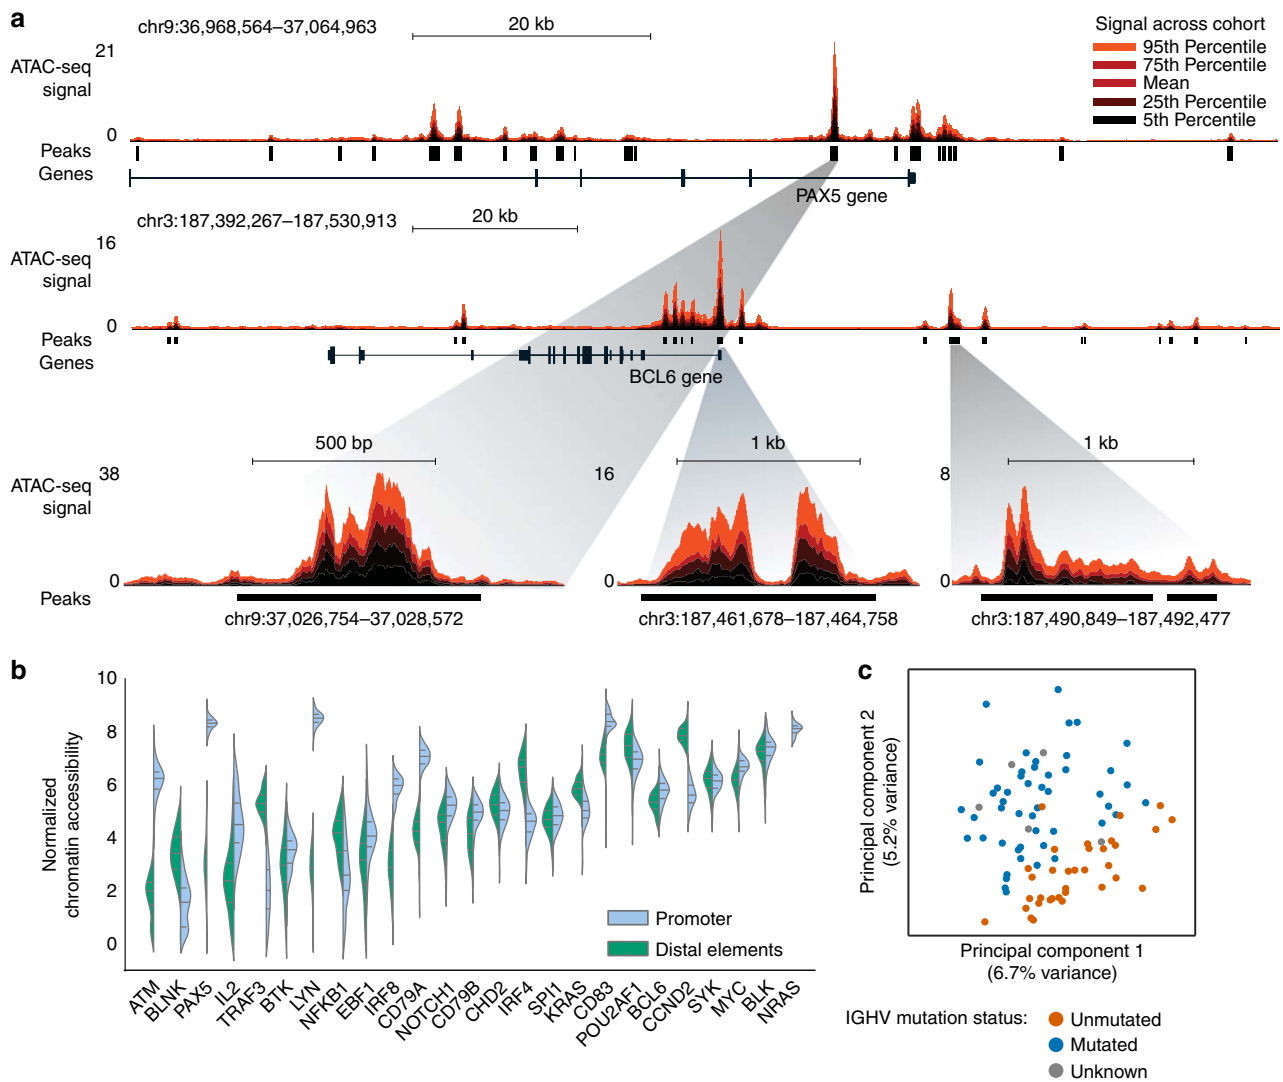 a
chr9:36,968,564–37,064,963
20 kb
Signal across cohort
95th Percentile
75th Percentile
Mean
25th Percentile
5th Percentile
21
ATAC-seq
signal
0
Peaks
Genes
PAX5 gene
chr3:187,392,267–187,530,913
20 kb
16
ATAC-seq
signal
0
Peaks
Genes
BCL6 gene
500 bp
1 kb
1 kb
38
16
8
ATAC-seq
signal
0
0
0
Peaks
chr9:37,026,754–37,028,572
chr3:187,461,678–187,464,758
chr3:187,490,849–187,492,477
b
Normalized
chromatin accessibility
10
8
6
4
2
0
Promoter
Distal elements
ATM
BLNK
PAX5
IL2
TRAF3
BTK
LYN
NFKB1
EBF1
IRF8
CD79A
NOTCH1
CD79B
CHD2
IRF4
SPI1
KRAS
CD83
POU2AF1
BCL6
CCND2
SYK
MYC
BLK
NRAS
c
Principal component 2
(5.2% variance)
Principal component 1
(6.7% variance)
IGHV mutation status:
Unmutated
Mutated
Unknown